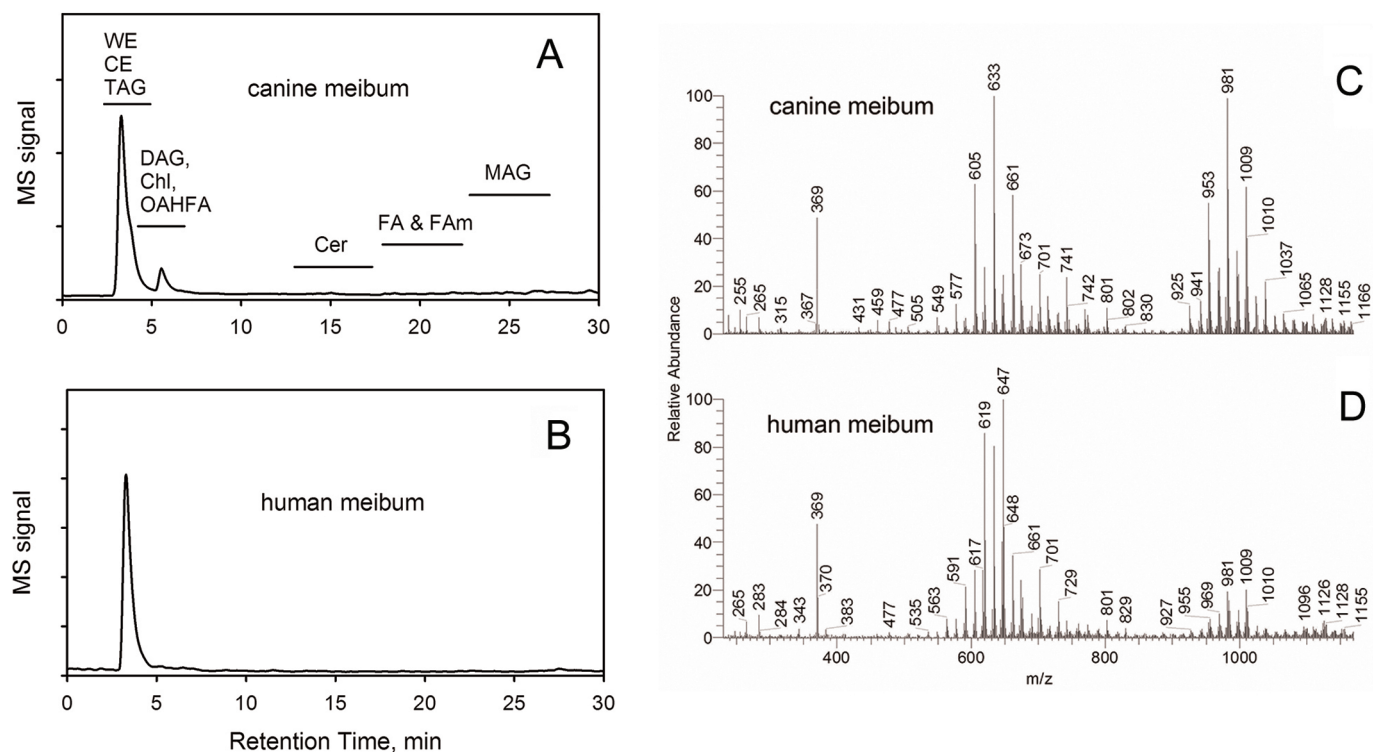 A
WE
CE
TAG
canine meibum
DAG,
Chl,
OAHFA
Cer
FA & FAm
MAG
MS signal
0 5 10 15 20 25 30
B
human meibum
MS signal
0 5 10 15 20 25 30
Retention Time, min
C
canine meibum
100
80
60
40
20
0
255
265
315
367
369
431
459
477
505
549
577
605
633
661
673
701
741
742
801
802
830
925
941
953
981
1009
1010
1037
1065
1128
1155
1166
Relative Abundance
D
human meibum
100
80
60
40
20
0
265
283
284
343
369
370
383
477
535
563
591
617
619
647
648
661
701
729
801
829
927
955
969
981
1009
1010
1096
1126
1128
1155
400 600 800 1000
m/z